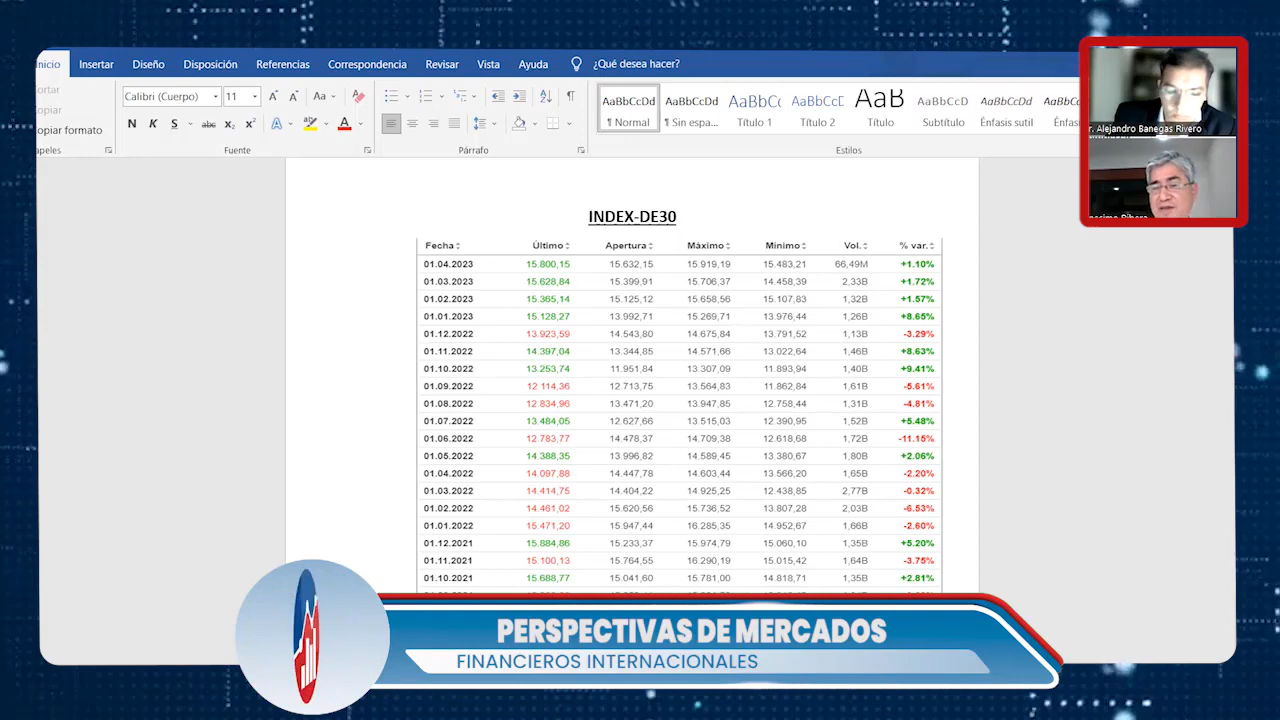 nicio Insertar Diseño Disposición Referencias Correspondencia Revisar Vista Ayuda ¿Qué desea hacer?
ortar
opiar
opiar formato
apeles
Calibri (Cuerpo) 11 Aa
N K S abc x₂ x² A A
Fuente
Párrafo
AaBbCcDd AaBbCcDd AaBbCc AaBbCcE AaB AaBbCcD AaBbCcDd AaBbCc
¶ Normal ¶ Sin espa... Título 1 Título 2 Título Subtítulo Énfasis sutil Énfas
Estilos
r. Alejandro Banegas Rivero
INDEX-DE30
Fecha Último Apertura Máximo Mínimo Vol. % var.
01.04.2023 15.800,15 15.632,15 15.919,19 15.483,21 66,49M +1.10%
01.03.2023 15.628,84 15.399,91 15.706,37 14.458,39 2,33B +1.72%
01.02.2023 15.365,14 15.125,12 15.658,56 15.107,83 1,32B +1.57%
01.01.2023 15.128,27 13.992,71 15.269,71 13.976,44 1,26B +8.65%
01.12.2022 13.923,59 14.543,80 14.675,84 13.791,52 1,13B -3.29%
01.11.2022 14.397,04 13.344,85 14.571,66 13.022,64 1,46B +8.63%
01.10.2022 13.253,74 11.951,84 13.307,09 11.893,94 1,40B +9.41%
01.09.2022 12.114,36 12.713,75 13.564,83 11.862,84 1,61B -5.61%
01.08.2022 12.834,96 13.471,20 13.947,85 12.758,44 1,31B -4.81%
01.07.2022 13.484,05 12.627,66 13.515,03 12.390,95 1,52B +5.48%
01.06.2022 12.783,77 14.478,37 14.709,38 12.618,68 1,72B -11.15%
01.05.2022 14.388,35 13.996,82 14.589,45 13.380,67 1,80B +2.06%
01.04.2022 14.097,88 14.447,78 14.603,44 13.566,20 1,65B -2.20%
01.03.2022 14.414,75 14.404,22 14.925,25 12.438,85 2,77B -0.32%
01.02.2022 14.461,02 15.620,56 15.736,52 13.807,28 2,03B -6.53%
01.01.2022 15.471,20 15.947,44 16.285,35 14.952,67 1,66B -2.60%
01.12.2021 15.884,86 15.233,37 15.974,79 15.060,10 1,35B +5.20%
01.11.2021 15.100,13 15.764,55 16.290,19 15.015,42 1,64B -3.75%
01.10.2021 15.688,77 15.041,60 15.781,00 14.818,71 1,35B +2.81%
PERSPECTIVAS DE MERCADOS
FINANCIEROS INTERNACIONALES